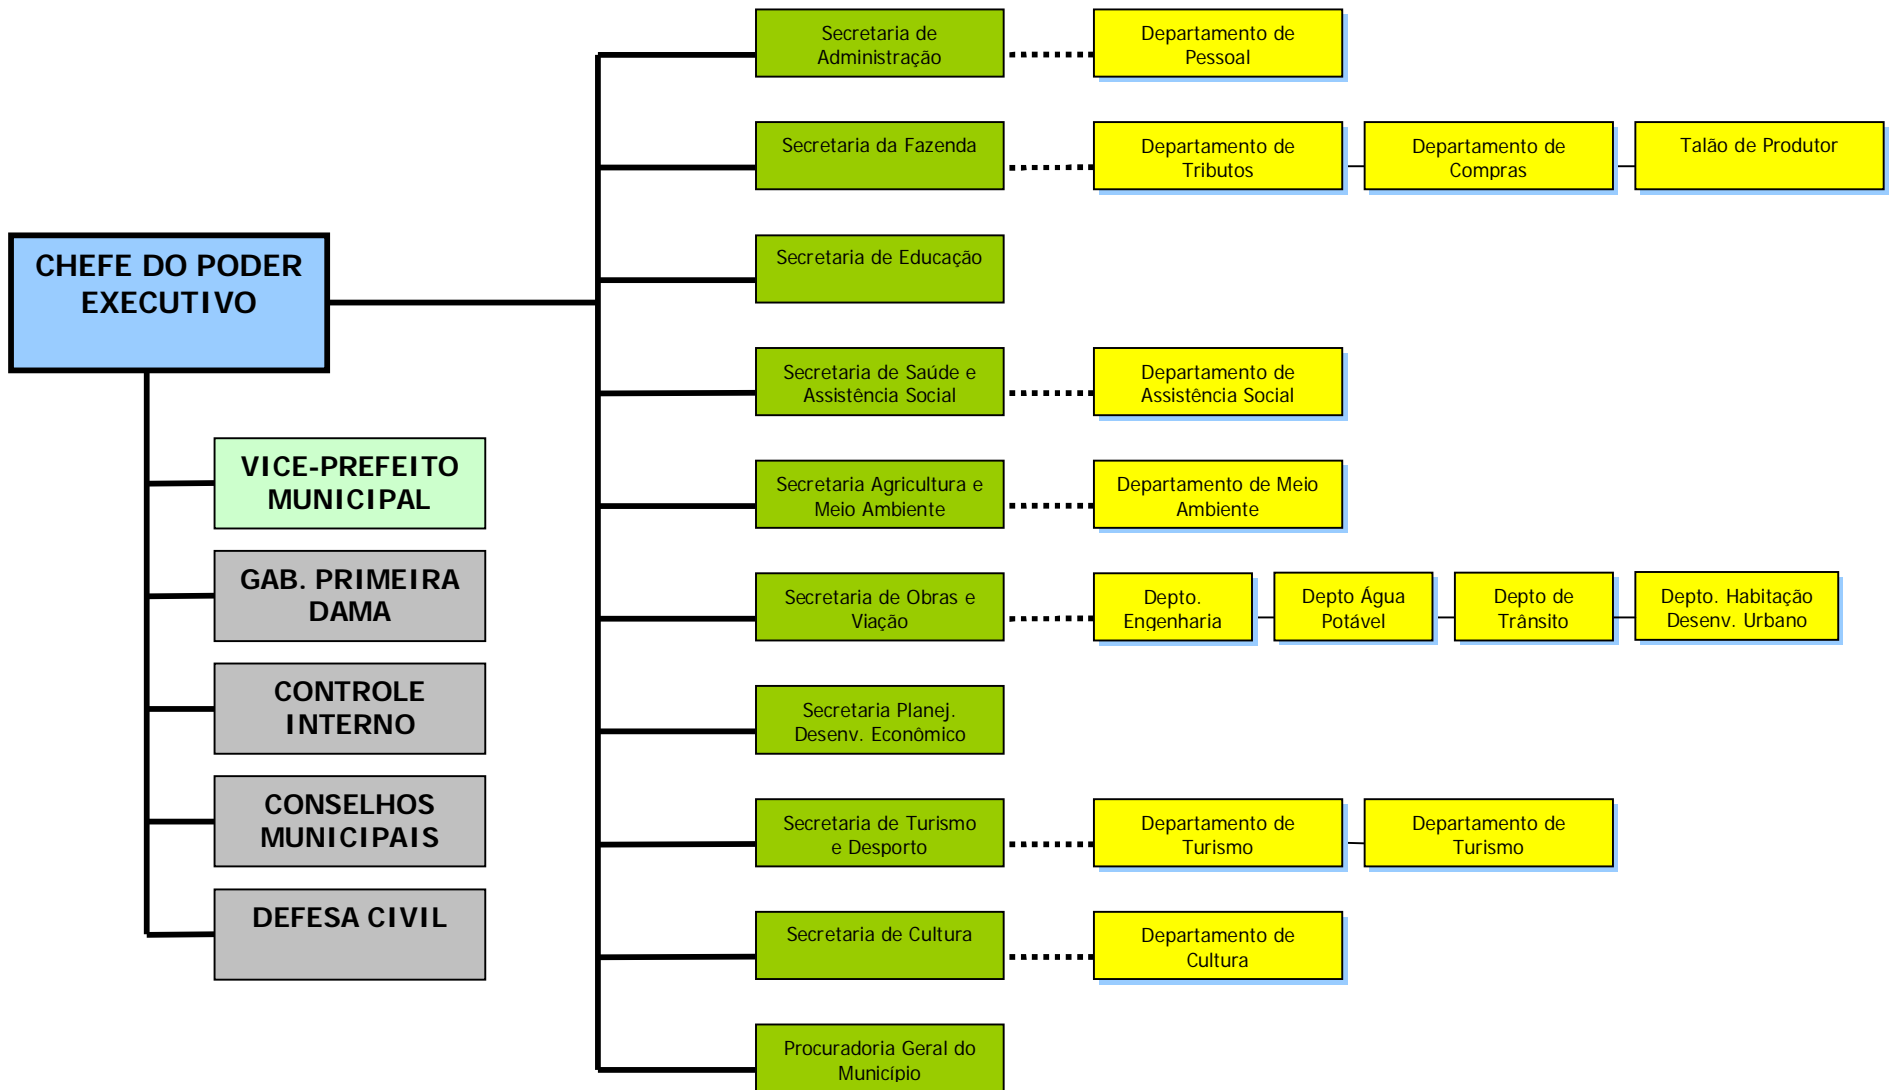 Secretaria de
Administração
Departamento de
Pessoal
Secretaria da Fazenda
Departamento de
Tributos
Departamento de
Compras
Talão de Produtor
CHEFE DO PODER
EXECUTIVO
Secretaria de Educação
Secretaria de Saúde e
Assistência Social
Departamento de
Assistência Social
VICE-PREFEITO
MUNICIPAL
Secretaria Agricultura e
Meio Ambiente
Departamento de Meio
Ambiente
GAB. PRIMEIRA
DAMA
Secretaria de Obras e
Viação
Depto.
Engenharia
Depto Água
Potável
Depto de
Trânsito
Depto. Habitação
Desenv. Urbano
CONTROLE
INTERNO
Secretaria Planej.
Desenv. Econômico
CONSELHOS
MUNICIPAIS
Secretaria de Turismo
e Desporto
Departamento de
Turismo
Departamento de
Turismo
DEFESA CIVIL
Secretaria de Cultura
Departamento de
Cultura
Procuradoria Geral do
Município